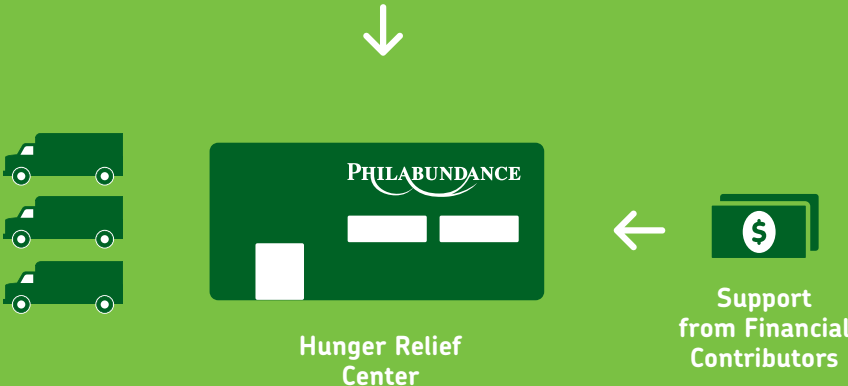 PHILABUNDANCE
$
Hunger Relief
Center
Support
from Financial
Contributors